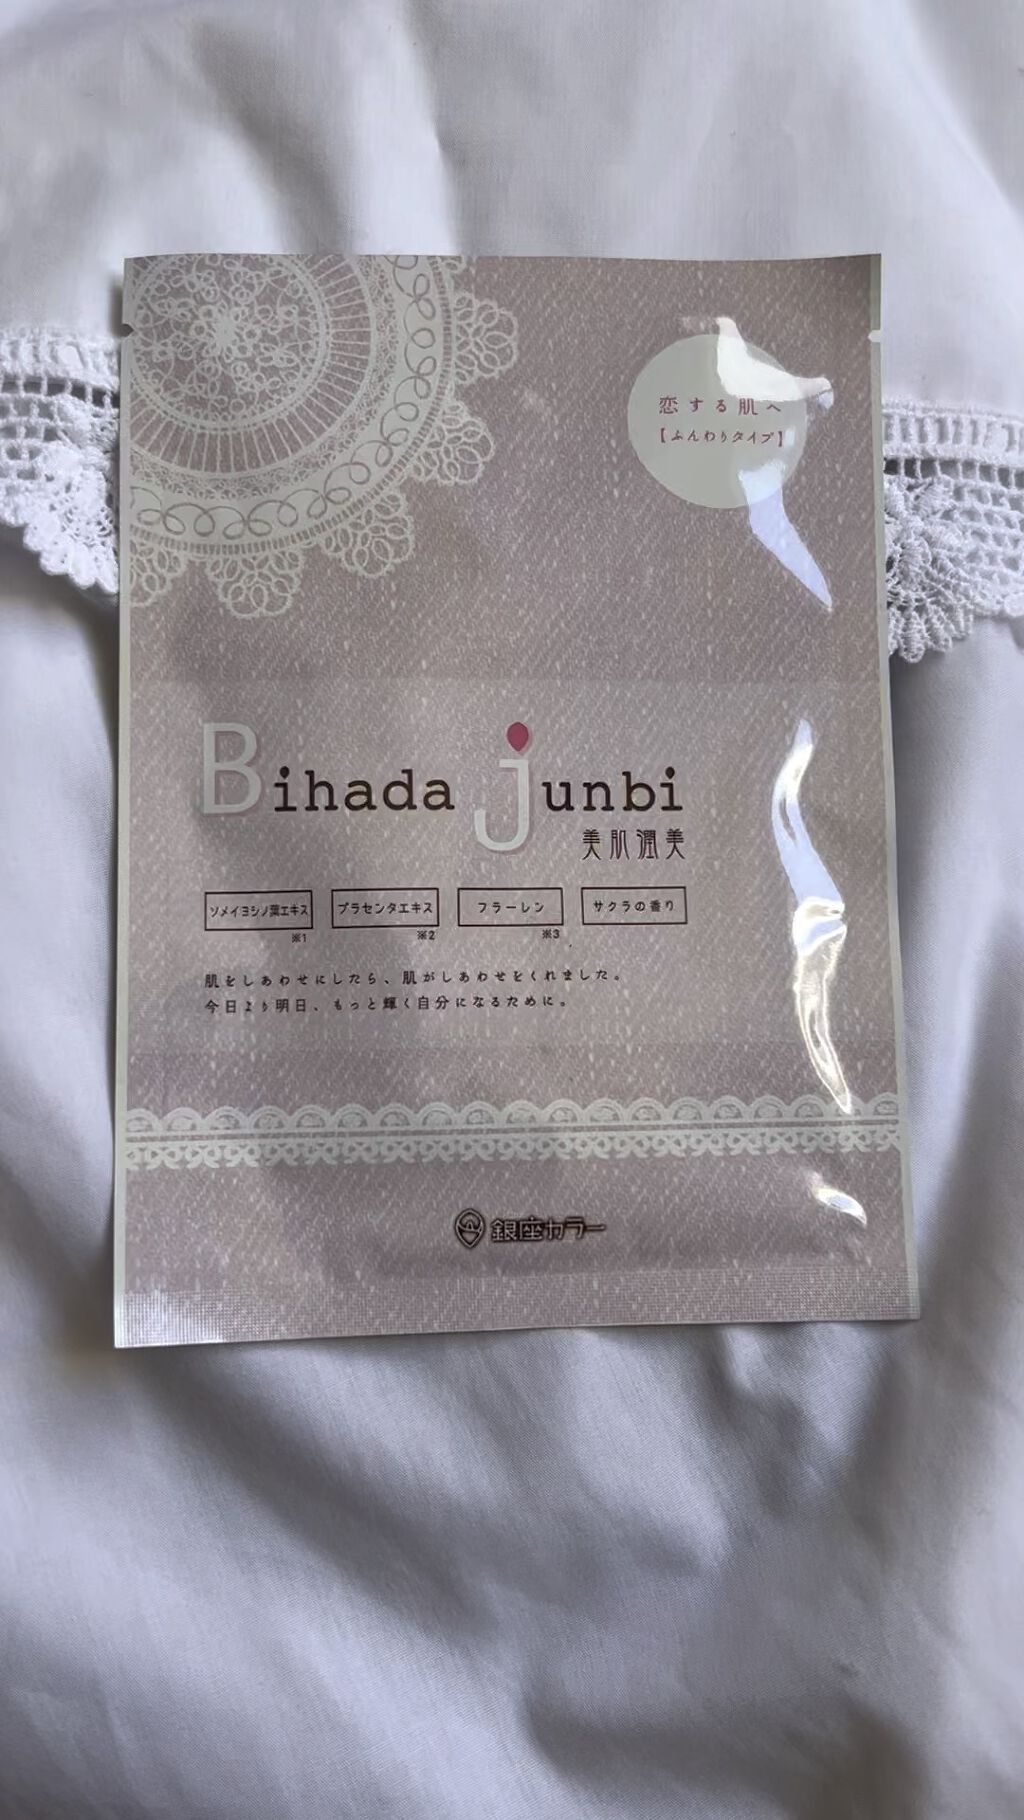 恋する肌へ
【ふんわりタイプ】
Bihada junbi
美肌潤美
ソメイヨシノ葉エキス プラセンタエキス フラーレン サクラの香り
※1 ※2 ※3
肌をしあわせにしたら、肌がしあわせをくれました。
今日より明日、もっと輝く自分になるために。
銀座カラー